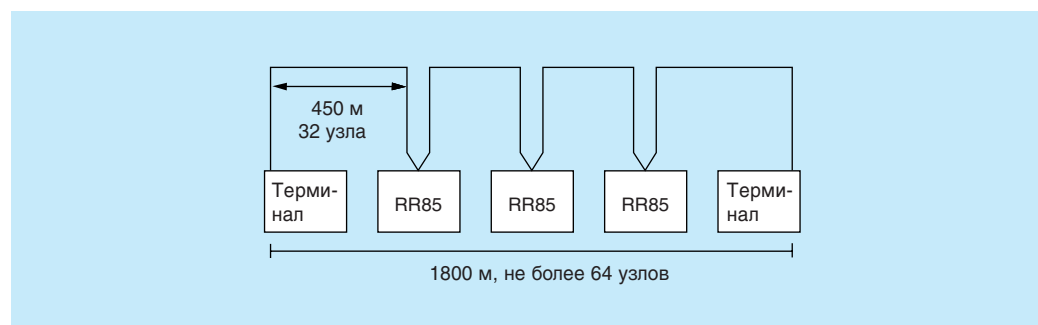 450 м
32 узла
Терми-
нал
RR85
RR85
RR85
Терми-
нал
1800 м, не более 64 узлов